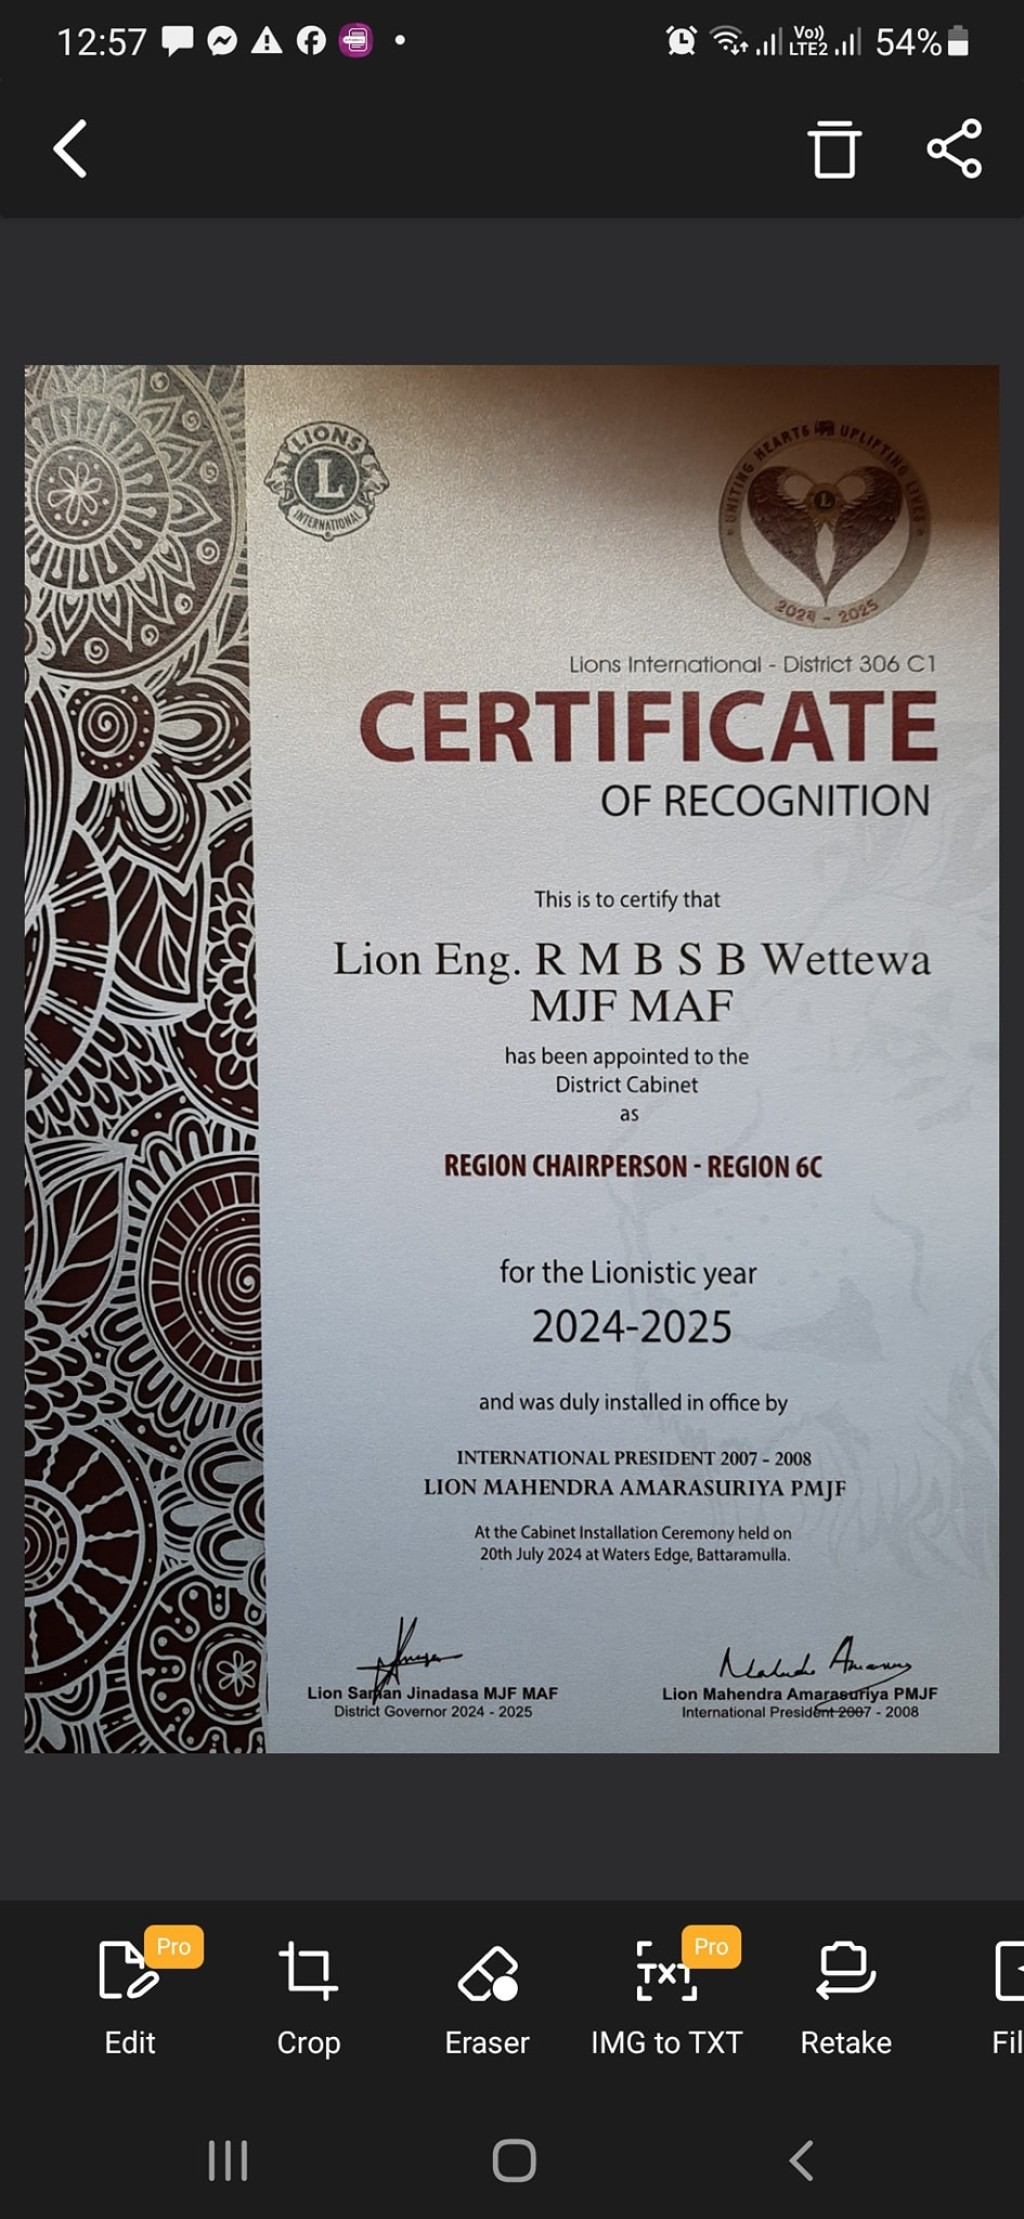 12:57
Vo))
LTE2
54%
LIONS
L
INTERNATIONAL
UNITING HEARTS UPLIFTING LIVES
L
2024 - 2025
Lions International - District 306 C1
CERTIFICATE
OF RECOGNITION
This is to certify that
Lion Eng. R M B S B Wettewa
MJF MAF
has been appointed to the
District Cabinet
as
REGION CHAIRPERSON - REGION 6C
for the Lionistic year
2024-2025
and was duly installed in office by
INTERNATIONAL PRESIDENT 2007 - 2008
LION MAHENDRA AMARASURIYA PMJF
At the Cabinet Installation Ceremony held on
20th July 2024 at Waters Edge, Battaramulla.
Lion Saman Jinadasa MJF MAF
District Governor 2024 - 2025
Lion Mahendra Amarasuriya PMJF
International President 2007 - 2008
Pro
Pro
TXT
Edit
Crop
Eraser
IMG to TXT
Retake
Fil